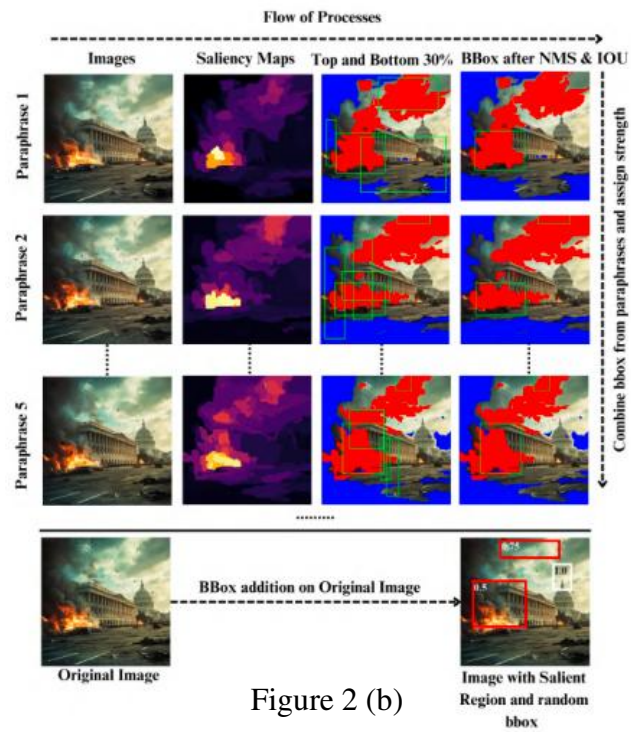 Flow of Processes
Images
Saliency Maps
Top and Bottom 30%
BBox after NMS & IOU
Paraphrase 1
Paraphrase 2
Paraphrase 5
Combine bbox from paraphrases and assign strength
BBox addition on Original Image
0.5
Original Image
Image with Salient
Region and random
bbox
Figure 2 (b)